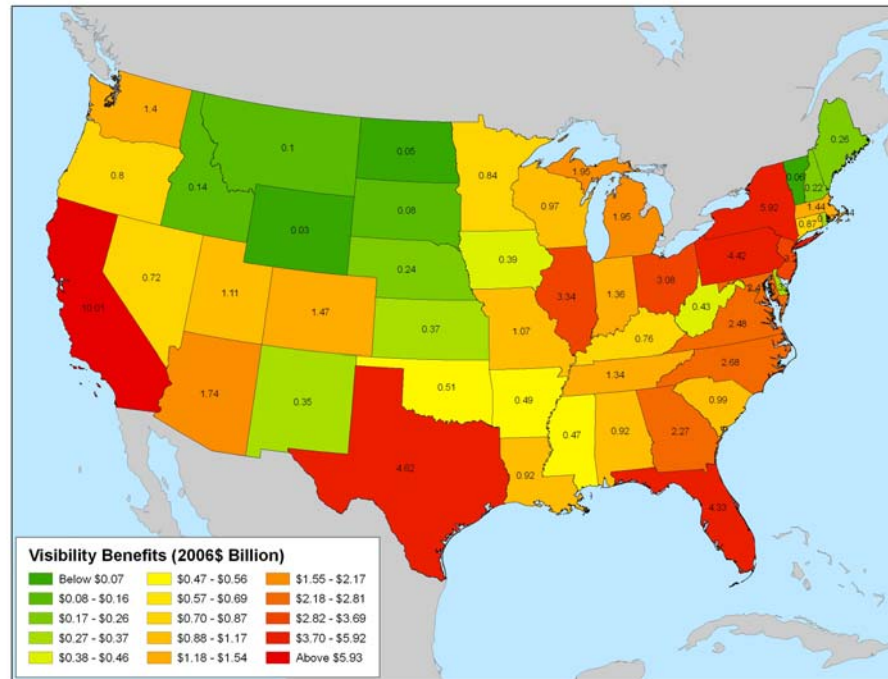 1.4
0.1
0.05
0.84
1.95
0.26
0.8
0.14
0.08
0.97
1.95
5.92
0.06
0.22
1.44
0.87
0.03
0.39
4.42
0.24
3.34
1.36
3.08
0.72
1.11
1.47
0.37
1.07
0.43
2.48
0.76
10.01
1.74
0.35
0.51
0.49
1.34
2.68
0.99
0.47
0.92
2.27
4.62
0.92
4.33
Visibility Benefits (2006$ Billion)
Below $0.07
$0.08 - $0.16
$0.17 - $0.26
$0.27 - $0.37
$0.38 - $0.46
$0.47 - $0.56
$0.57 - $0.69
$0.70 - $0.87
$0.88 - $1.17
$1.18 - $1.54
$1.55 - $2.17
$2.18 - $2.81
$2.82 - $3.69
$3.70 - $5.92
Above $5.93